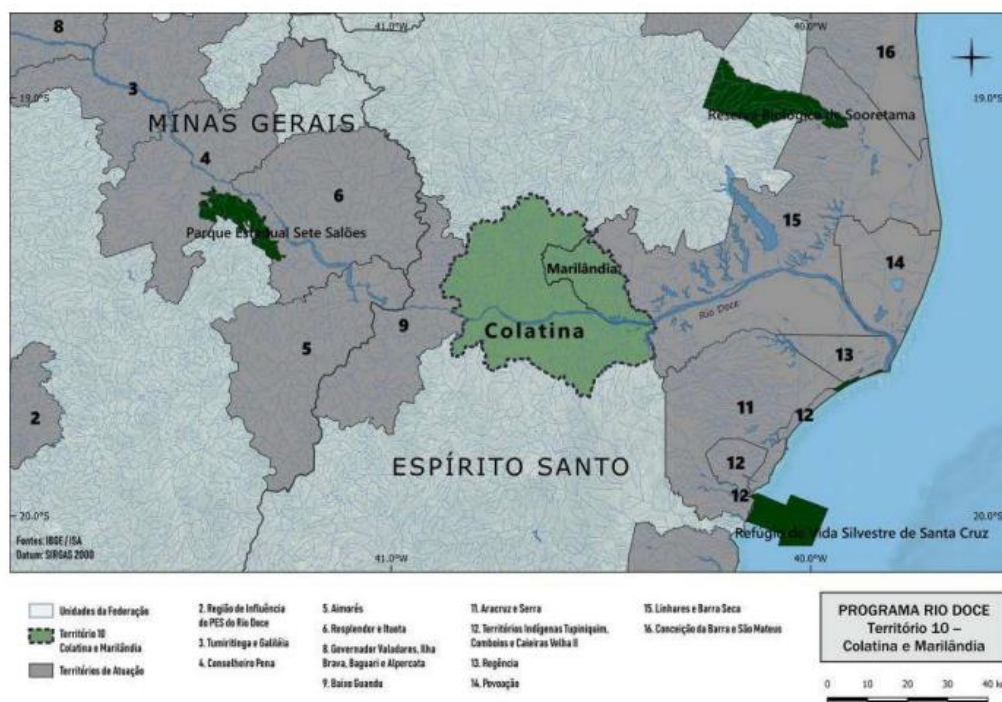 41.0°W
40.0°W
8
16
3
19.0°S
19.0°S
Reserva Biológica de Sooretama
MINAS GERAIS
4
6
15
Parque Estadual Sete Salões
Marilândia
14
Rio Doce
Colatina
9
5
13
11
12
2
12
ESPÍRITO SANTO
12
20.0°S
20.0°S
Refúgio de Vida Silvestre de Santa Cruz
Fontes: IBGE / ISA
Datum: SIRGAS 2000
41.0°W
40.0°W
Unidades da Federação
Território 10
Colatina e Marilândia
Territórios de Atuação
2. Região de Influência
do PES do Rio Doce
3. Tumiritinga e Galiléia
4. Conselheiro Pena
5. Aimorés
6. Resplendor e Itueta
8. Governador Valadares, Ilha
Brava, Baguari e Alpercata
9. Baixo Guandu
11. Aracruz e Serra
12. Territórios Indígenas Tupiniquim,
Comboios e Caieiras Velha II
13. Regência
14. Povoação
15. Linhares e Barra Seca
16. Conceição da Barra e São Mateus
PROGRAMA RIO DOCE
Território 10 –
Colatina e Marilândia
0 10 20 30 40 km